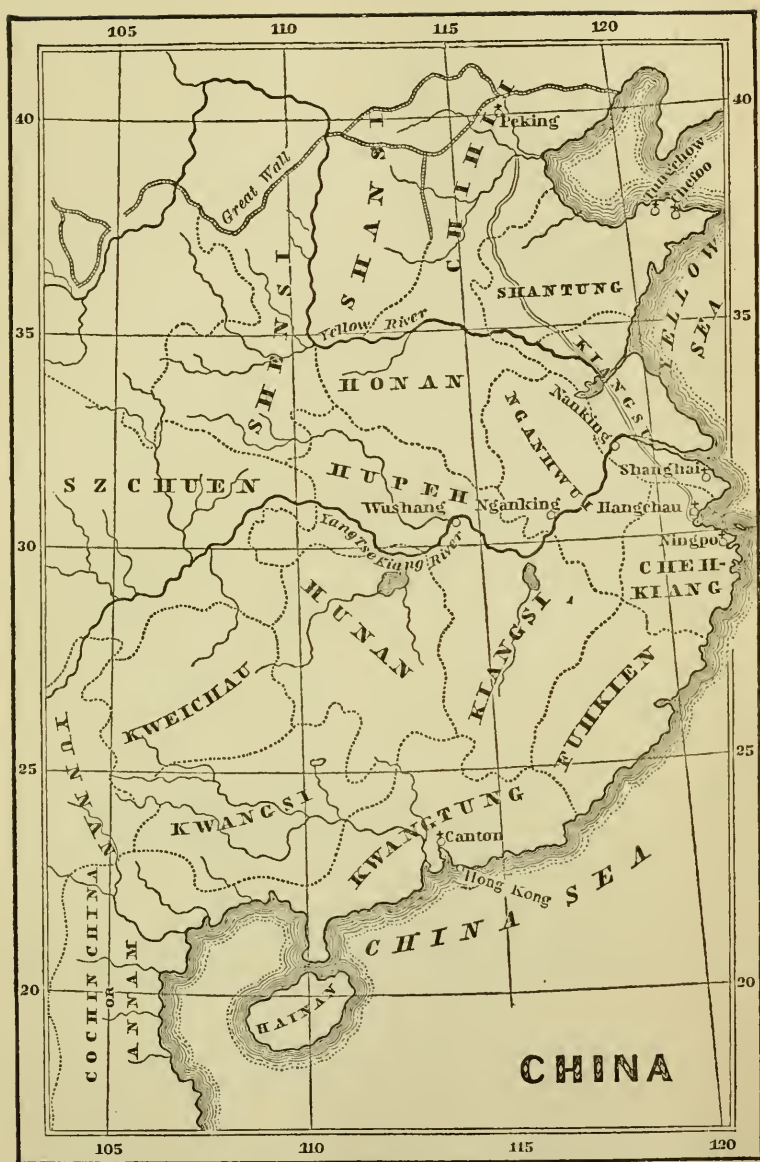 105 110 115 120
40
40
Peking
Great Wall
SHANSI
CHIHLI
Tungchow
Chefoo
SHENSI
SHANTUNG
YELLOW SEA
35
35
Yellow River
KIANGSU
HONAN
NGANHWUI
Nanking
HUPEH
SZCHUEN
Shanghai
Wushang
Nganking
Hangchau
30
30
Yangtse Kiang River
Ningpo
CHEH-
KIANG
HUNAN
KIANGSI
KWEICHAU
FUHKIEN
YUNNAN
25
25
KWANGSI
KWANGTUNG
Canton
Hong Kong
CHINA SEA
COCHIN CHINA
OR
ANNAM
20
20
HAINAN
CHINA
105 110 115 120